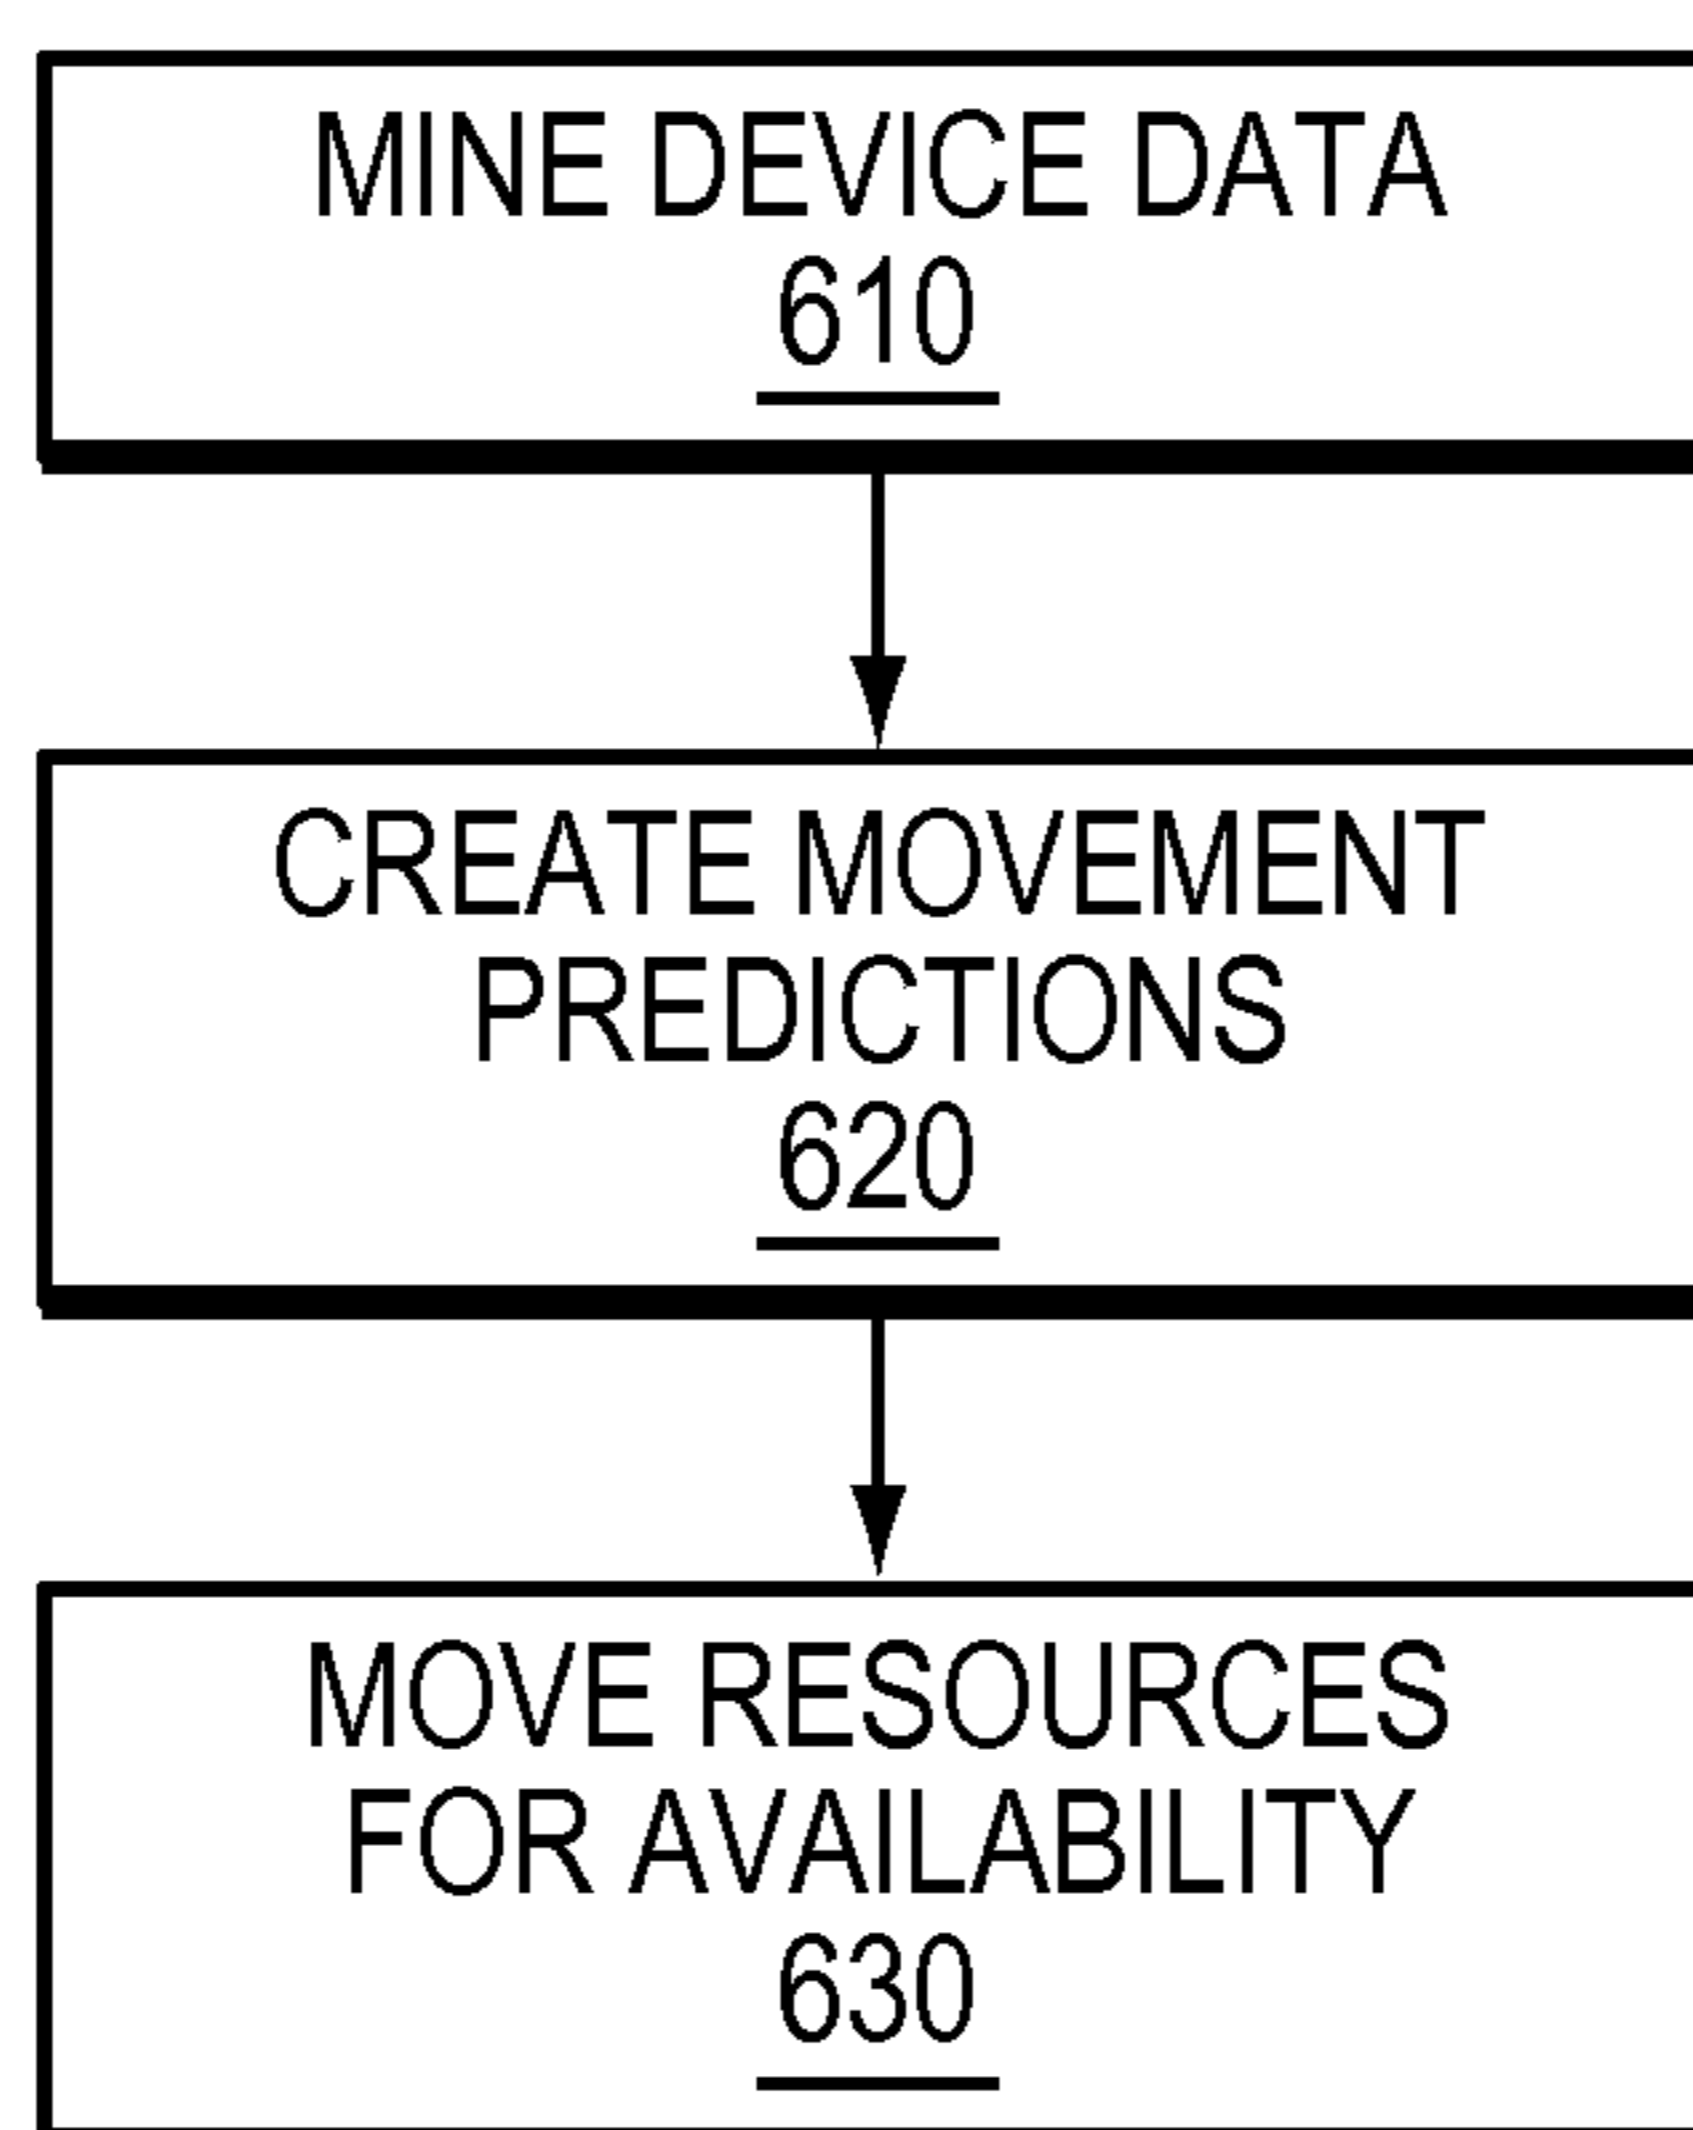 MINE DEVICE DATA
610
CREATE MOVEMENT
PREDICTIONS
620
MOVE RESOURCES
FOR AVAILABILITY
630